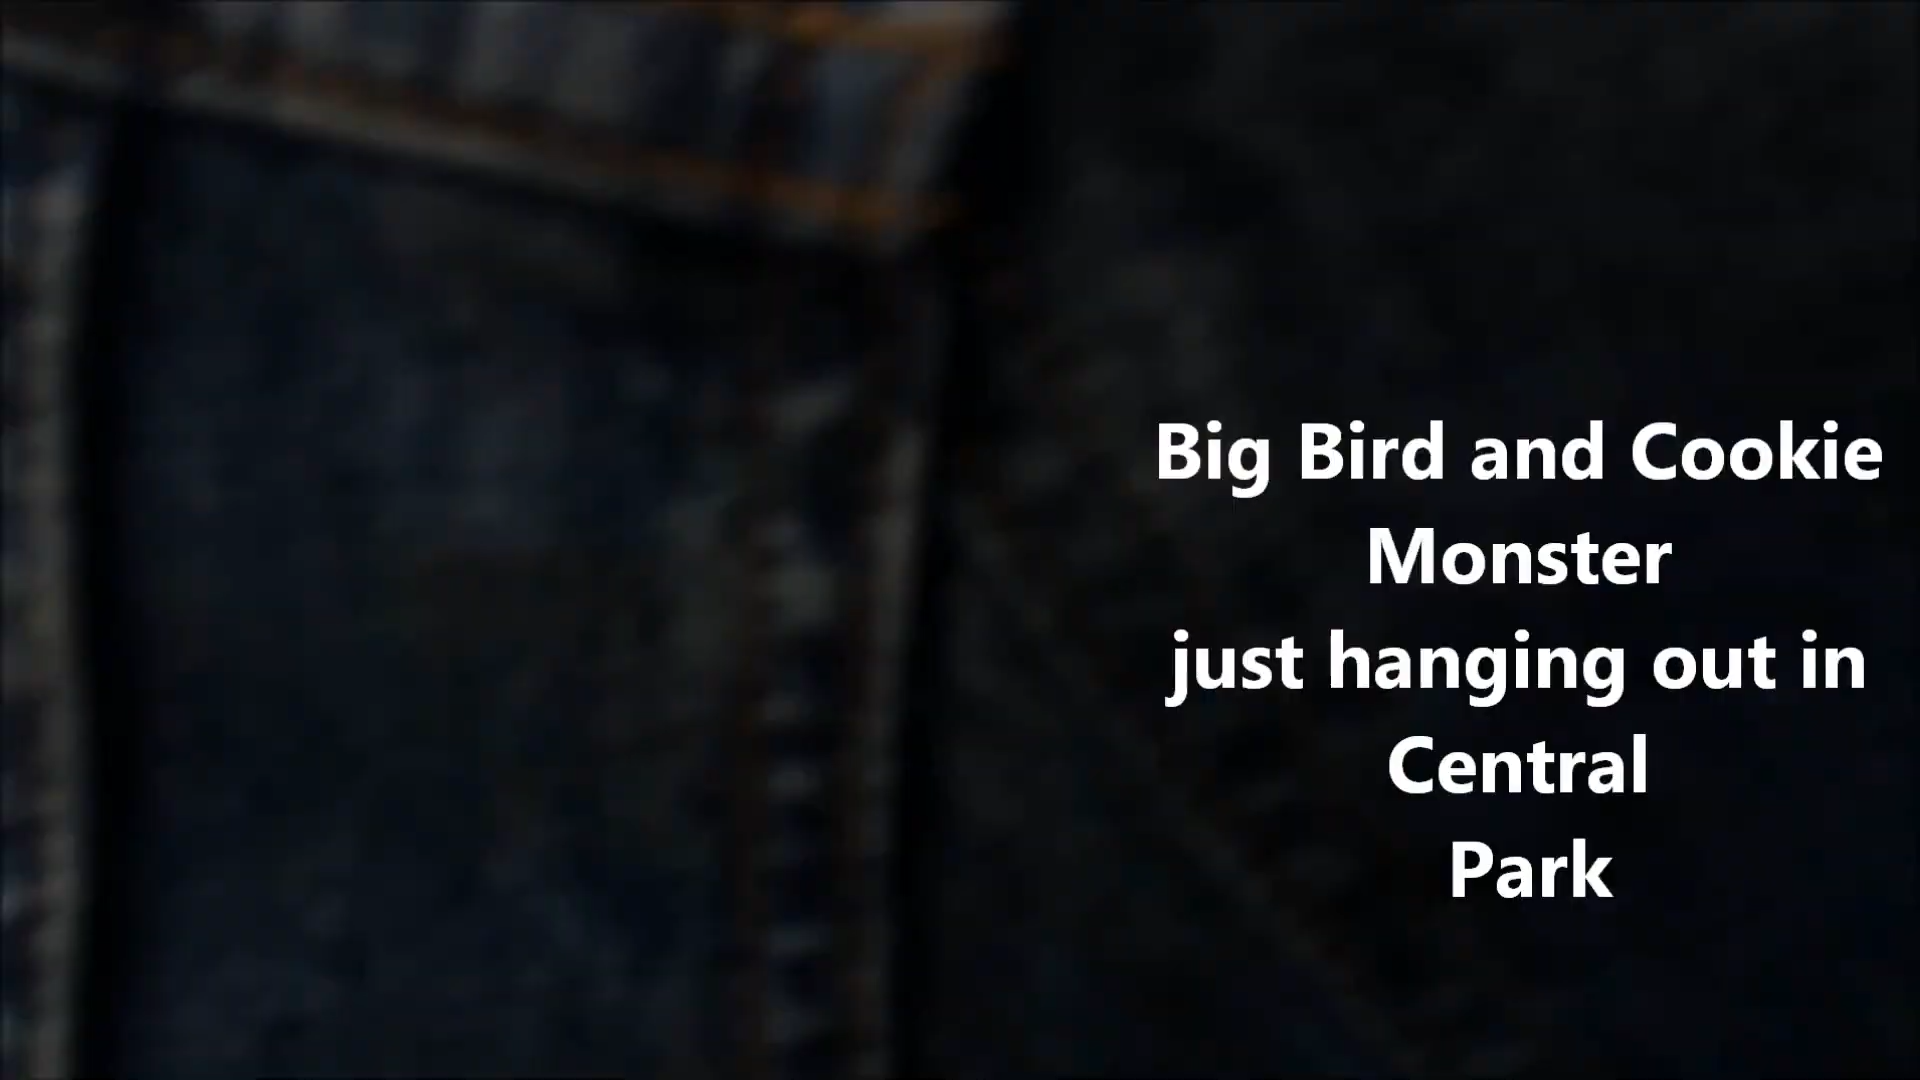 Big Bird and Cookie
Monster
just hanging out in
Central
Park